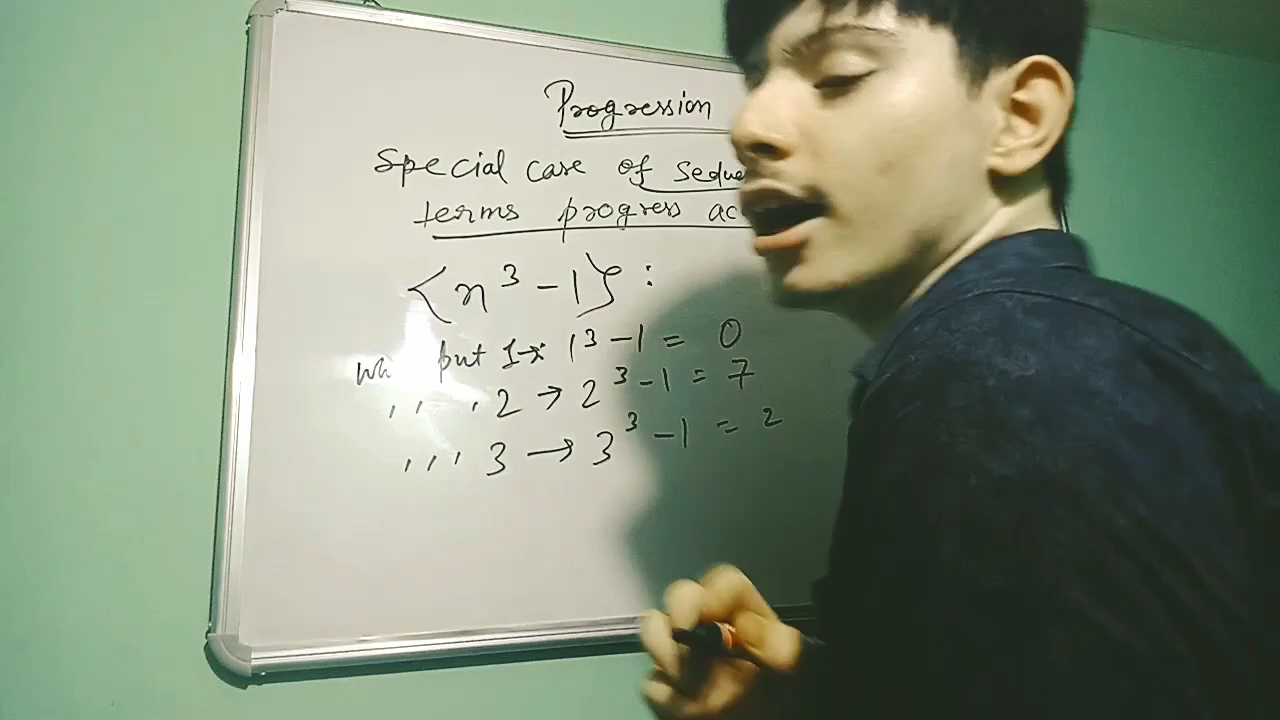 Progression
Special case of seque
terms progress ac
<n³-1}:
put 1→ 1³-1 = 0
,, , 2 → 2³-1 = 7
,,, 3 → 3³-1 = 2